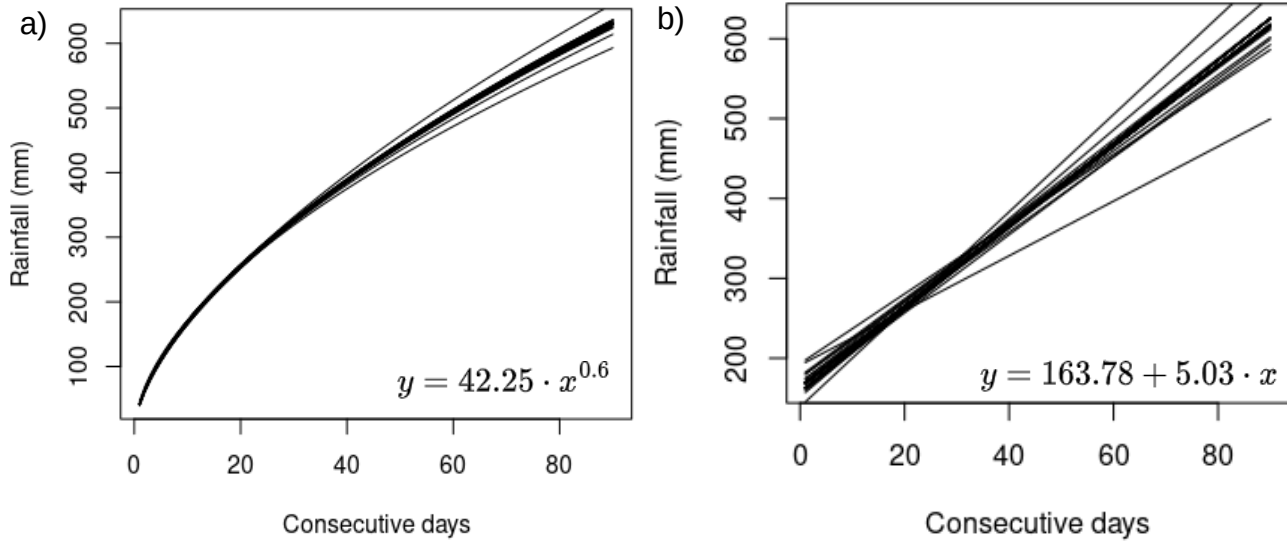 a)
Rainfall (mm)
600
500
400
300
200
100
y = 42.25 · x^0.6
0 20 40 60 80
Consecutive days
b)
Rainfall (mm)
600
500
400
300
200
y = 163.78 + 5.03 · x
0 20 40 60 80
Consecutive days